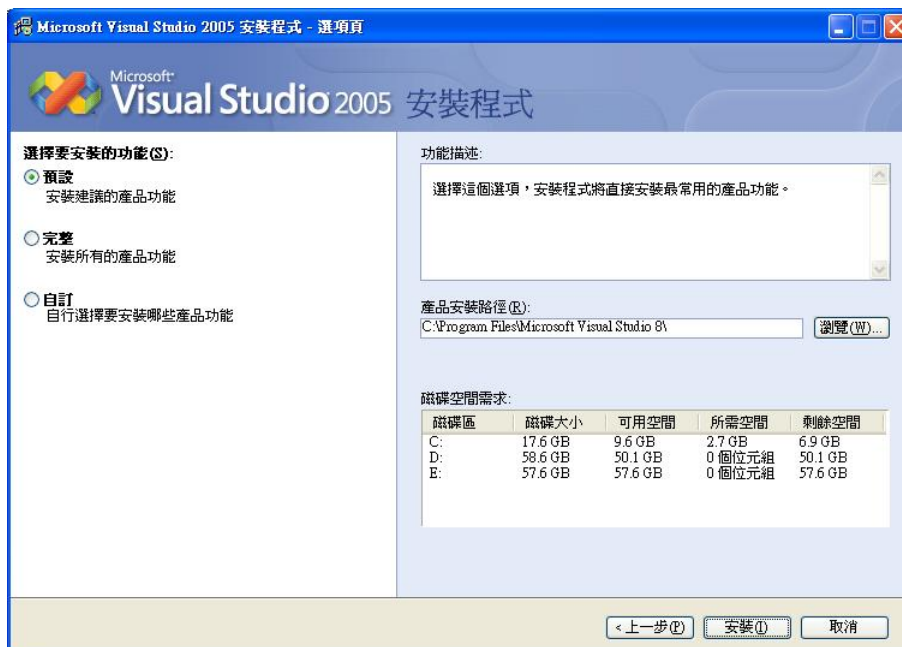 Microsoft Visual Studio 2005 安裝程式 - 選項頁
Microsoft
Visual Studio 2005 安裝程式
選擇要安裝的功能(S):
預設
安裝建議的產品功能
完整
安裝所有的產品功能
自訂
自行選擇要安裝哪些產品功能
功能描述:
選擇這個選項，安裝程式將直接安裝最常用的產品功能。
產品安裝路徑(R):
C:\Program Files\Microsoft Visual Studio 8\
瀏覽(W)...
磁碟空間需求:
磁碟區 磁碟大小 可用空間 所需空間 剩餘空間
C: 17.6 GB 9.6 GB 2.7 GB 6.9 GB
D: 58.6 GB 50.1 GB 0 個位元組 50.1 GB
E: 57.6 GB 57.6 GB 0 個位元組 57.6 GB
<上一步(P) 安裝(I) 取消